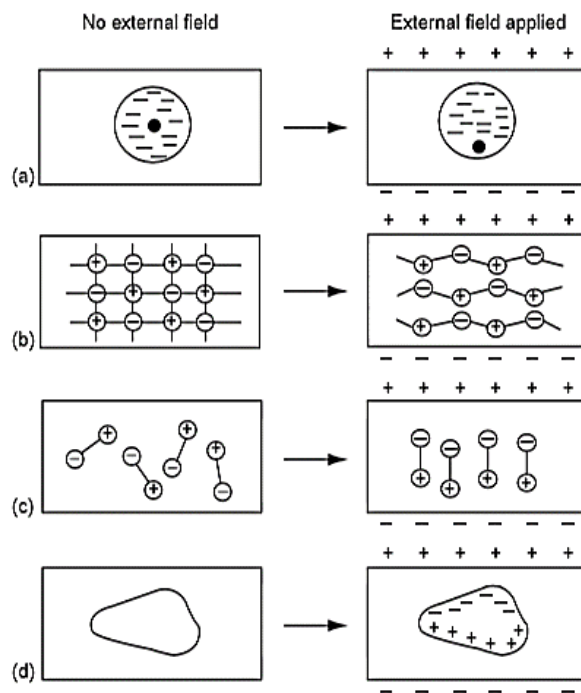 No external field
External field applied
+ + + + + +
(a)
− − − − − −
+ + + + + +
+ − + −
− + − +
+ − + −
+ − + −
− + − +
+ − + −
(b)
− − − − − −
+ + + + + +
− + − + − + + −
− − − −
+ + + +
(c)
− − − − − −
+ + + + + +
− − − − −
+ + + + + +
(d)
− − − − − −